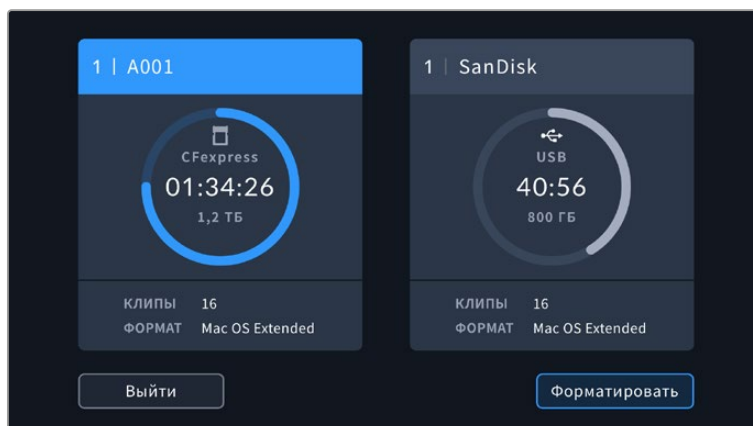 1 | A001
CFexpress
01:34:26
1,2 ТБ
КЛИПЫ 16
ФОРМАТ Mac OS Extended
1 | SanDisk
USB
40:56
800 ГБ
КЛИПЫ 16
ФОРМАТ Mac OS Extended
Выйти
Форматировать